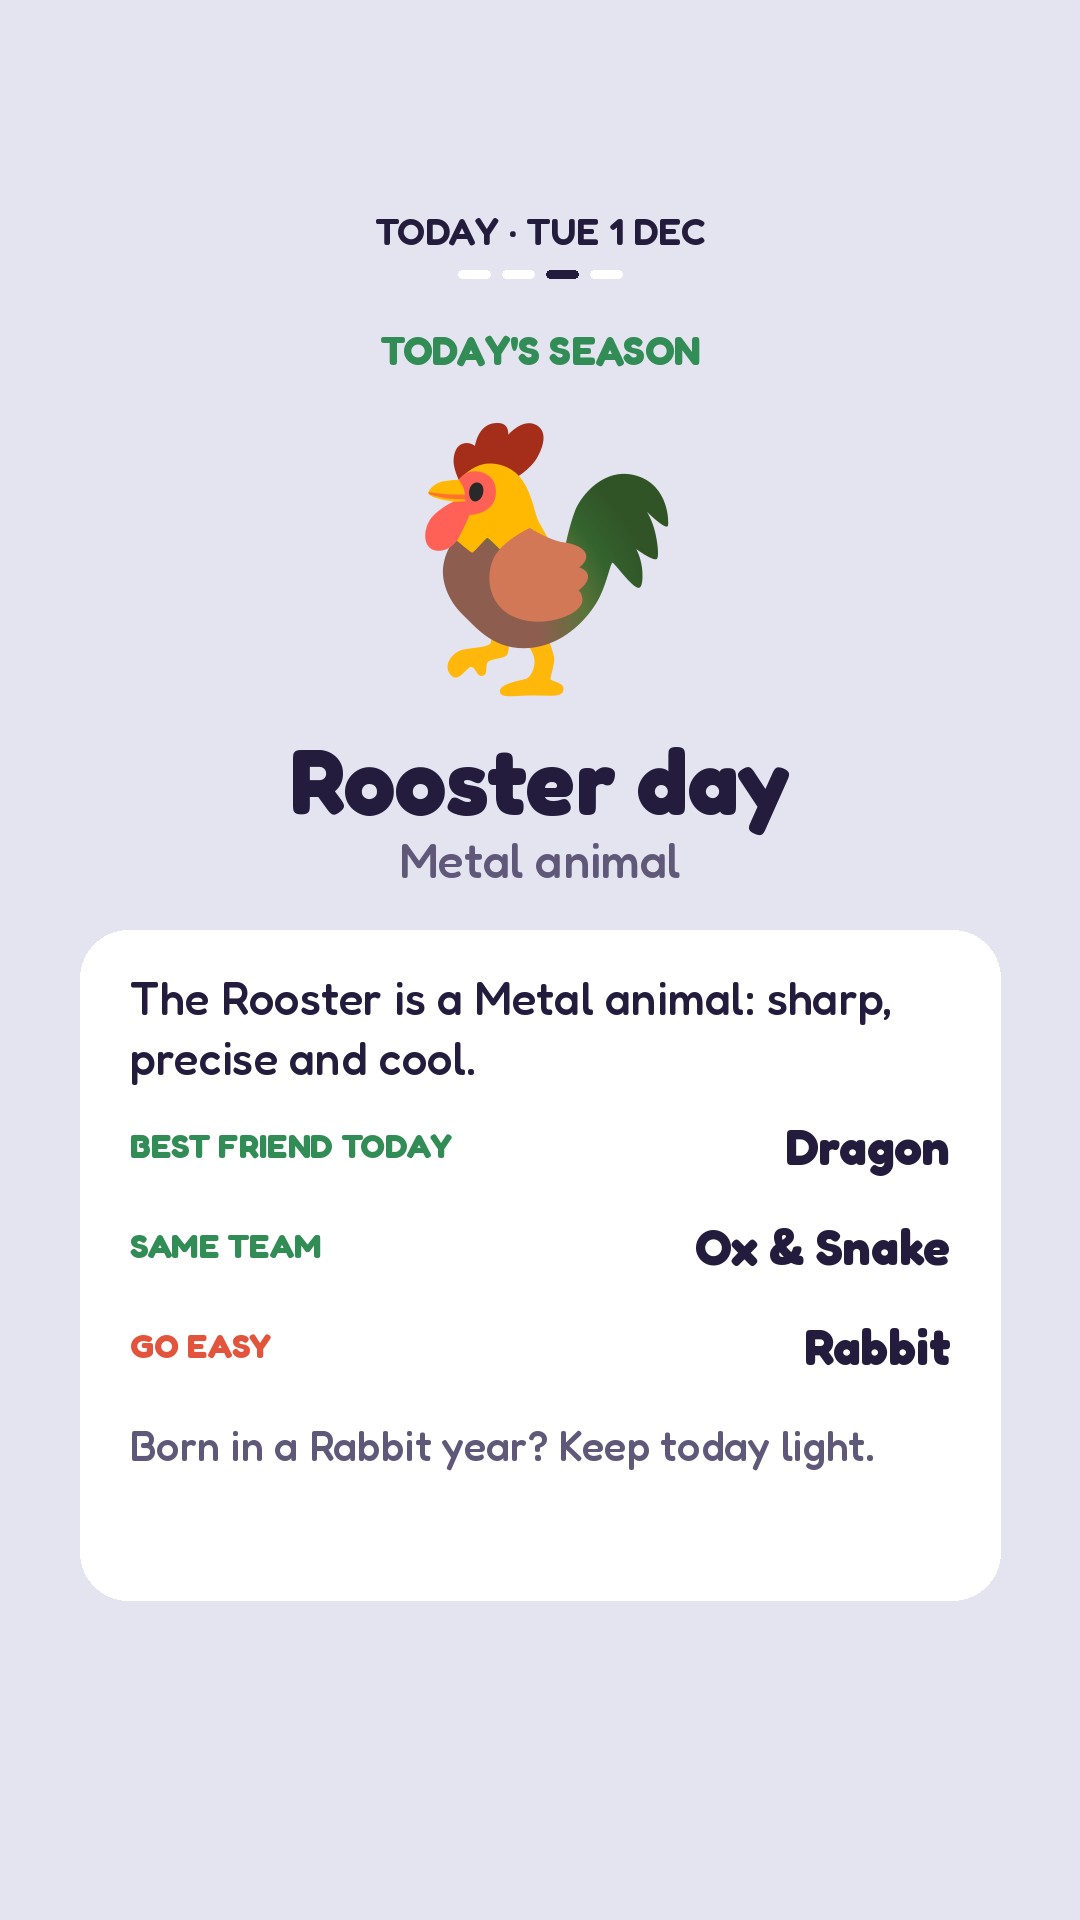 TODAY · TUE 1 DEC
TODAY'S SEASON
Rooster day
Metal animal
The Rooster is a Metal animal: sharp,
precise and cool.
BEST FRIEND TODAY Dragon
SAME TEAM Ox & Snake
GO EASY Rabbit
Born in a Rabbit year? Keep today light.